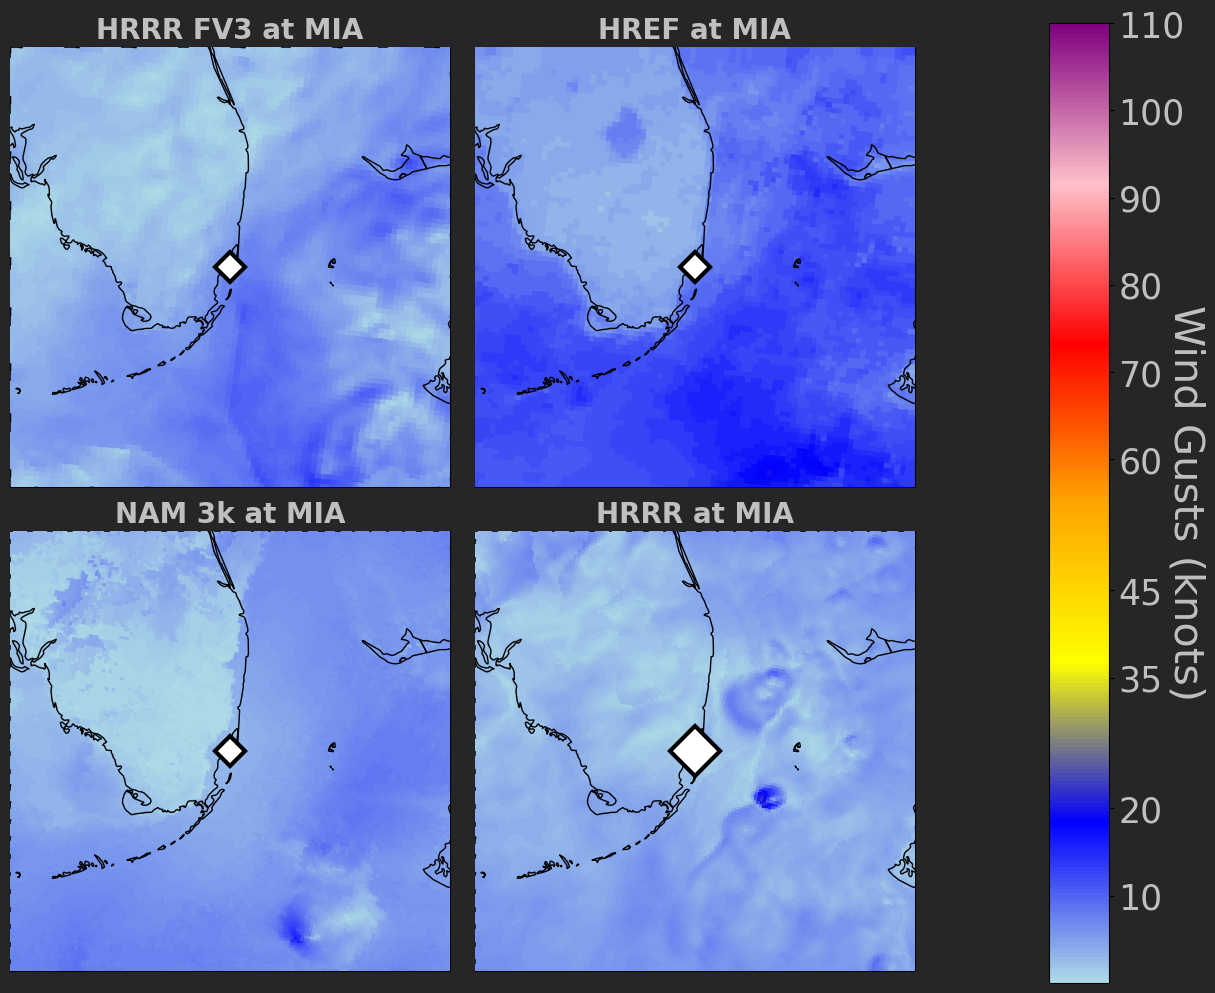 HRRR FV3 at MIA
HREF at MIA
NAM 3k at MIA
HRRR at MIA
110
100
90
80
70
60
45
35
20
10
Wind Gusts (knots)